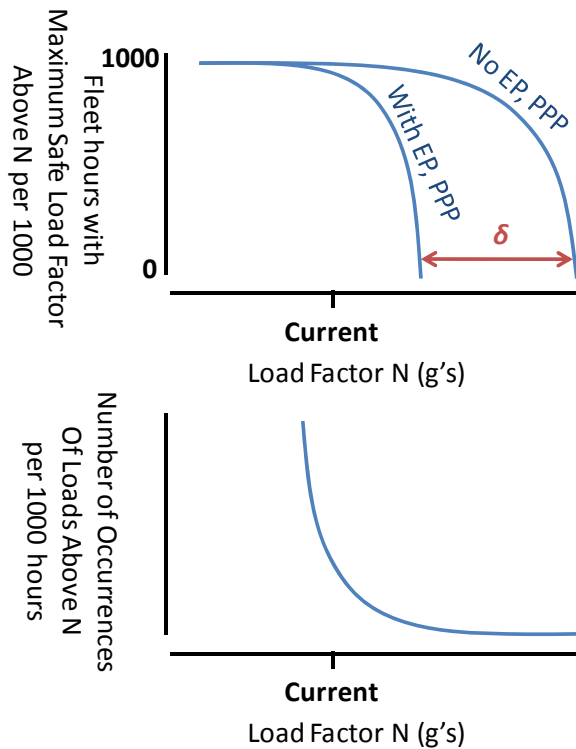 Fleet hours with
Maximum Safe Load Factor
Above N per 1000
1000
0
No EP, PPP
With EP, PPP
δ
Current
Load Factor N (g’s)
Number of Occurrences
Of Loads Above N
per 1000 hours
Current
Load Factor N (g’s)